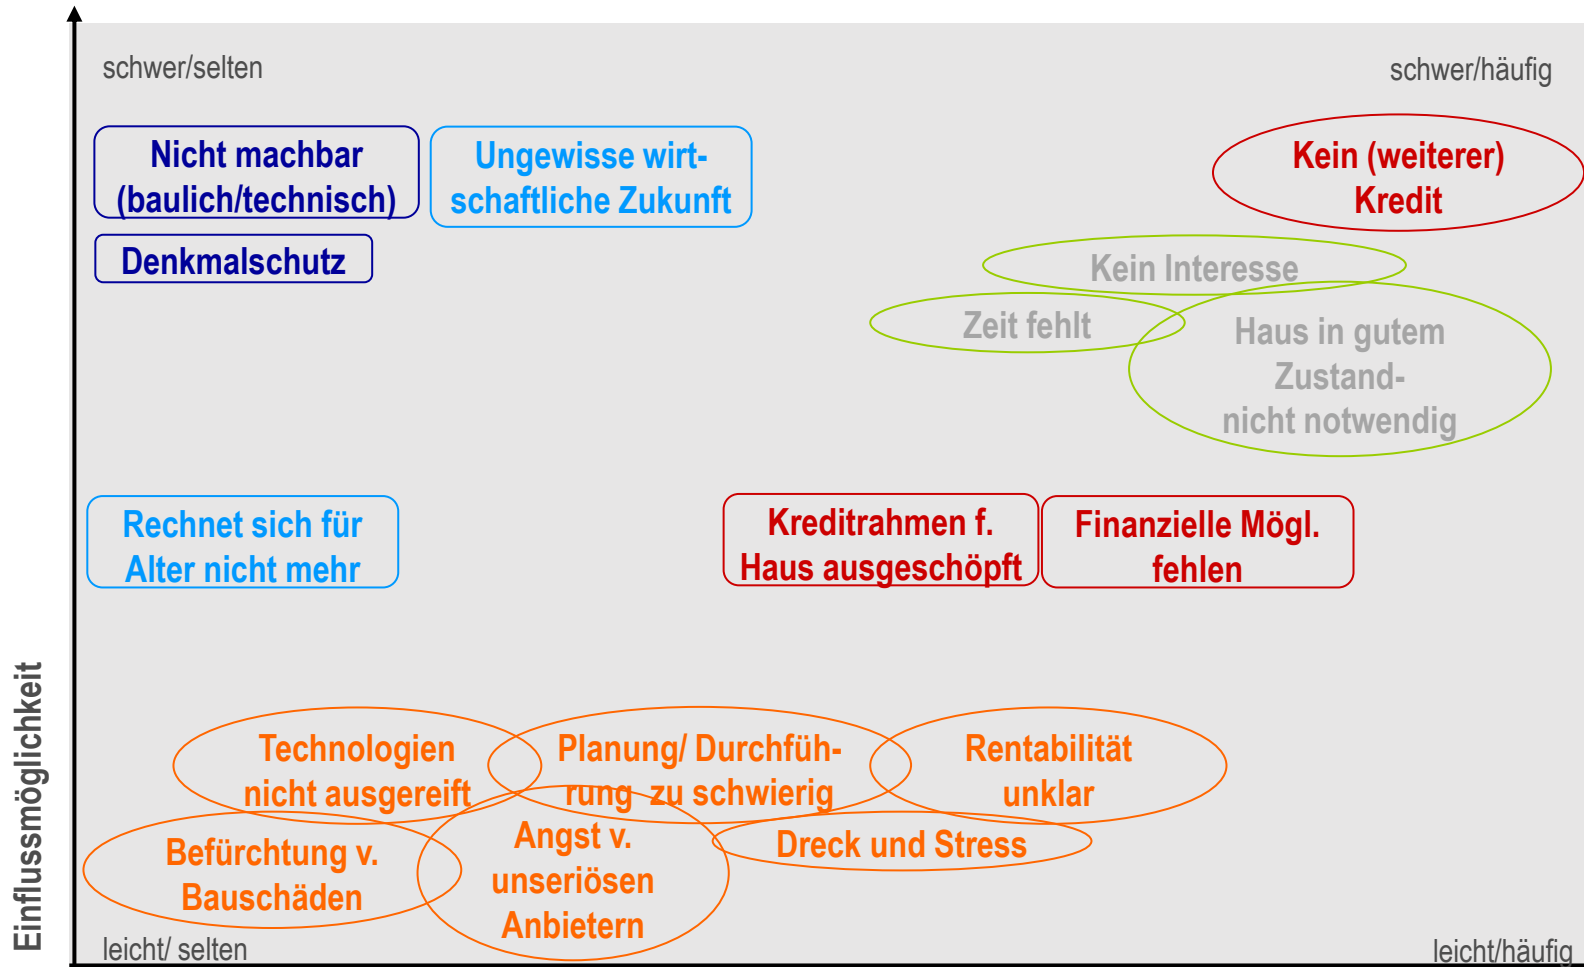 schwer/selten
schwer/häufig
Nicht machbar
(baulich/technisch)
Ungewisse wirt-
schaftliche Zukunft
Kein (weiterer)
Kredit
Denkmalschutz
Kein Interesse
Zeit fehlt
Haus in gutem
Zustand-
nicht notwendig
Rechnet sich für
Alter nicht mehr
Kreditrahmen f.
Haus ausgeschöpft
Finanzielle Mögl.
fehlen
Einflussmöglichkeit
Technologien
nicht ausgereift
Planung/ Durchfüh-
rung zu schwierig
Rentabilität
unklar
Befürchtung v.
Bauschäden
Angst v.
unseriösen
Anbietern
Dreck und Stress
leicht/ selten
leicht/häufig